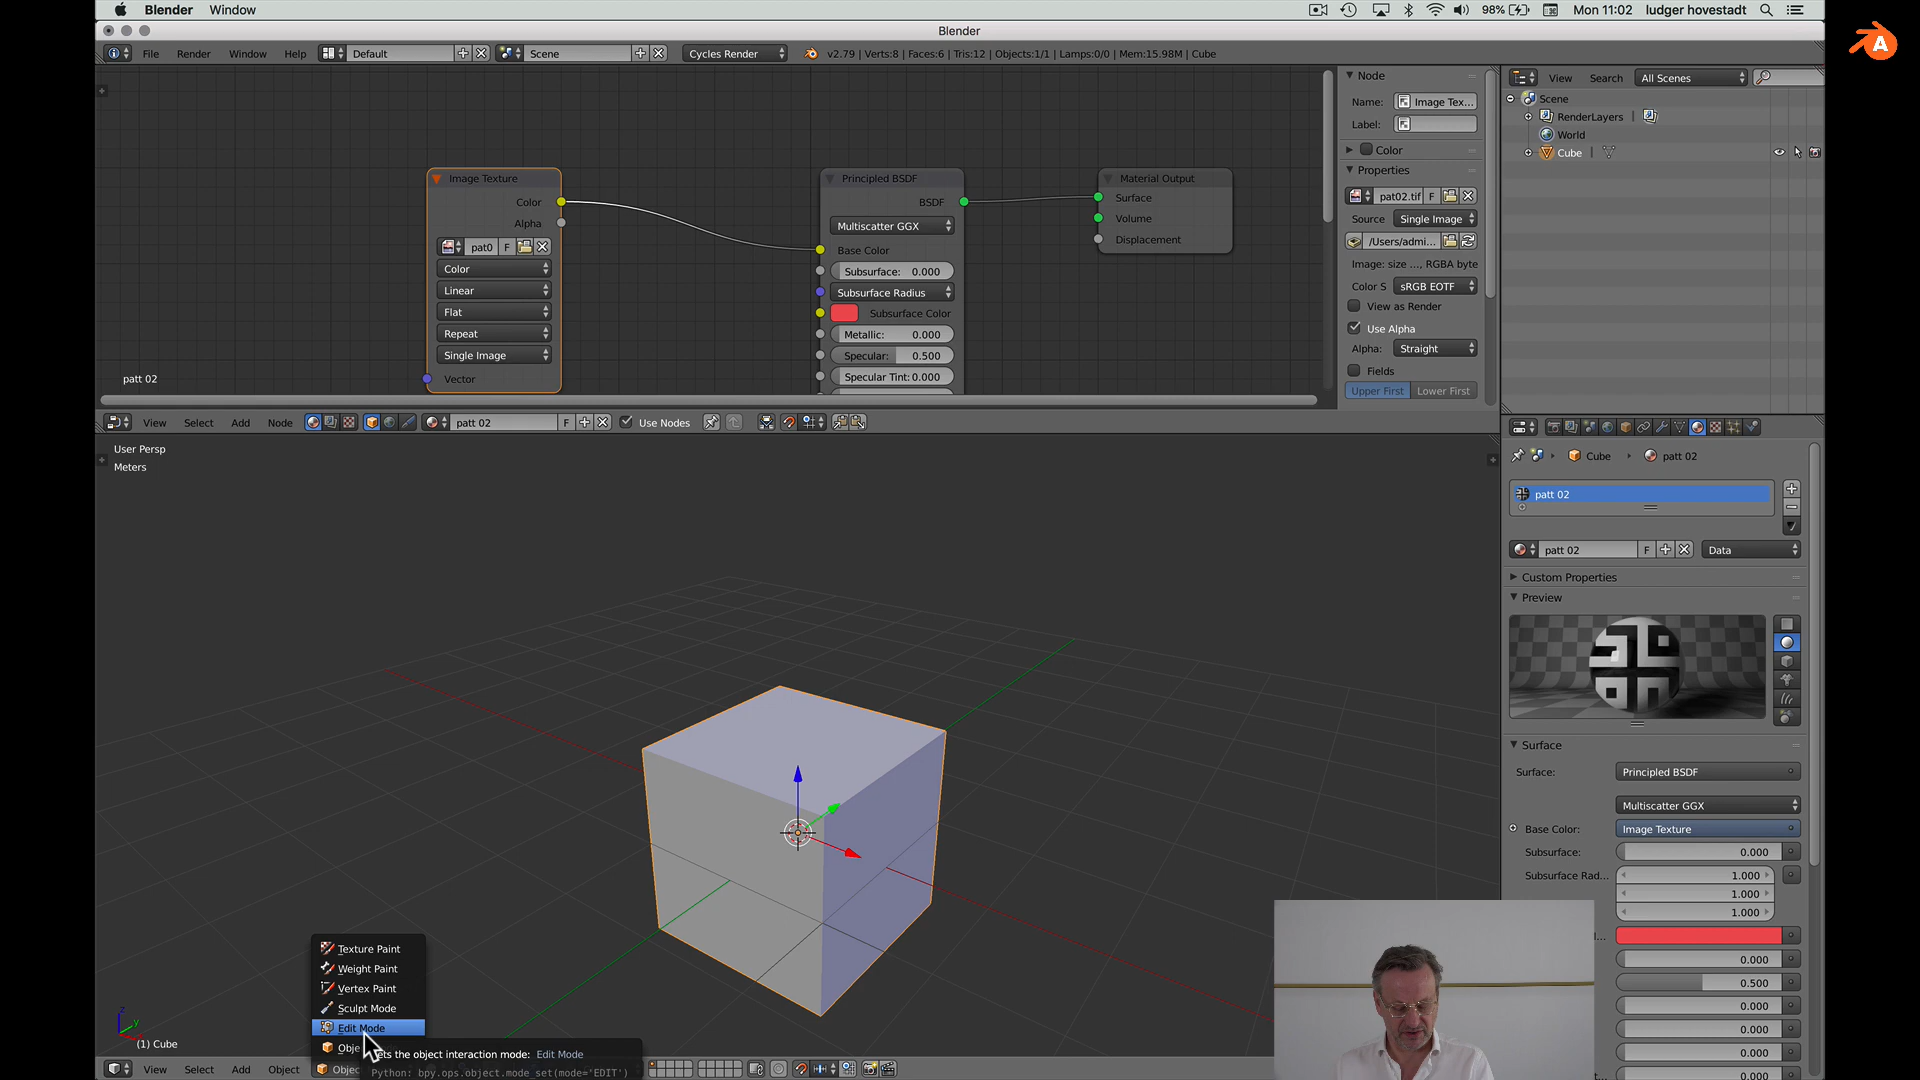 Blender Window
98% Mon 11:02 ludger hovestadt
Blender
File Render Window Help Default Scene Cycles Render v2.79 | Verts:8 | Faces:6 | Tris:12 | Objects:1/1 | Lamps:0/0 | Mem:15.98M | Cube
Image Texture
Color
Alpha
pat0 F
Color
Linear
Flat
Repeat
Single Image
Vector
Principled BSDF
BSDF
Multiscatter GGX
Base Color
Subsurface: 0.000
Subsurface Radius
Subsurface Color
Metallic: 0.000
Specular: 0.500
Specular Tint: 0.000
Material Output
Surface
Volume
Displacement
patt 02
Node
Name: Image Tex...
Label:
Color
Properties
pat02.tif F
Source Single Image
/Users/admi...
Image: size ..., RGBA byte
Color S sRGB EOTF
View as Render
Use Alpha
Alpha: Straight
Fields
Upper First Lower First
View Search All Scenes
Scene
RenderLayers
World
Cube
View Select Add Node patt 02 F Use Nodes
User Persp
Meters
Cube patt 02
patt 02
patt 02 F Data
Custom Properties
Preview
Surface
Surface: Principled BSDF
Multiscatter GGX
Base Color: Image Texture
Subsurface: 0.000
Subsurface Rad... 1.000
1.000
1.000
0.000
0.500
0.000
0.000
0.000
0.000
Texture Paint
Weight Paint
Vertex Paint
Sculpt Mode
Edit Mode
Obje
ets the object interaction mode: Edit Mode
Python: bpy.ops.object.mode_set(mode='EDIT')
z
y
(1) Cube
View Select Add Object Objec
A